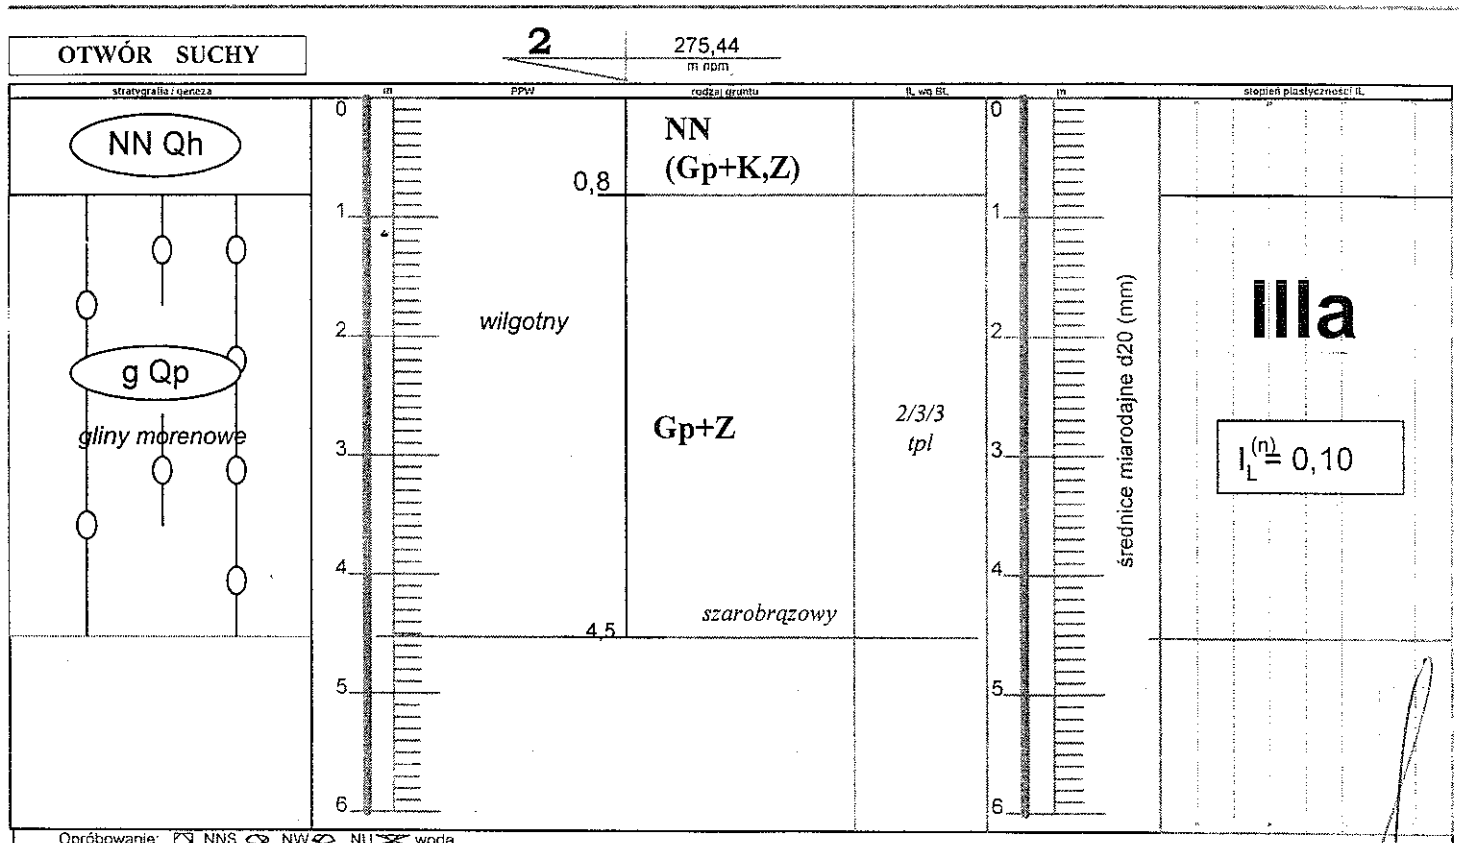 OTWÓR SUCHY
2
275,44
m npm
stratygrafia / geneza
m
PPW
rodzaj gruntu
IL wg BL
m
stopień plastyczności IL
NN Qh
g Qp
gliny morenowe
0
1
2
3
4
5
6
wilgotny
0,8
4,5
NN
(Gp+K,Z)
Gp+Z
szarobrązowy
2/3/3
tpl
0
1
2
3
4
5
6
średnice miarodajne d20 (mm)
IIIa
I_L^(n) = 0,10
Opróbowanie: NNS NW NU woda